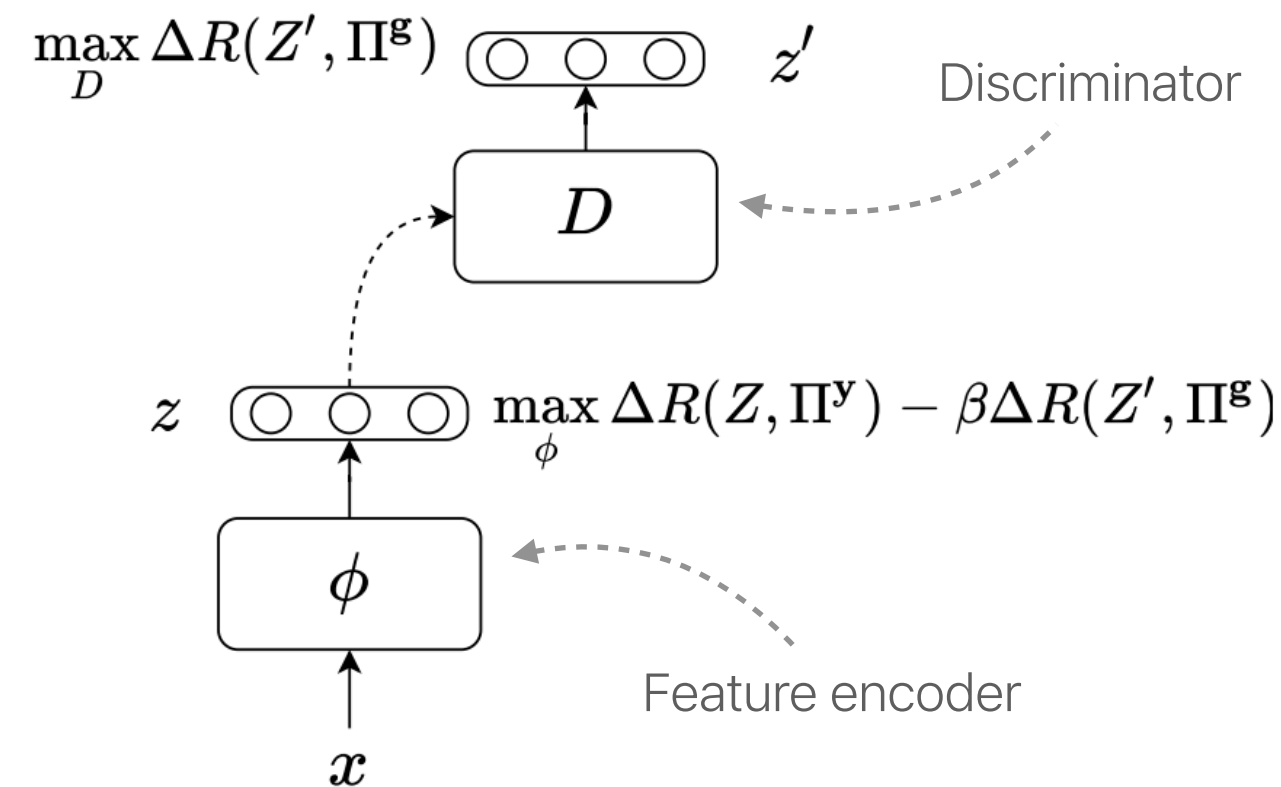 max_D ΔR(Z′, Π^g)
z′
Discriminator
D
z
max_ϕ ΔR(Z, Π^y) − βΔR(Z′, Π^g)
ϕ
Feature encoder
x